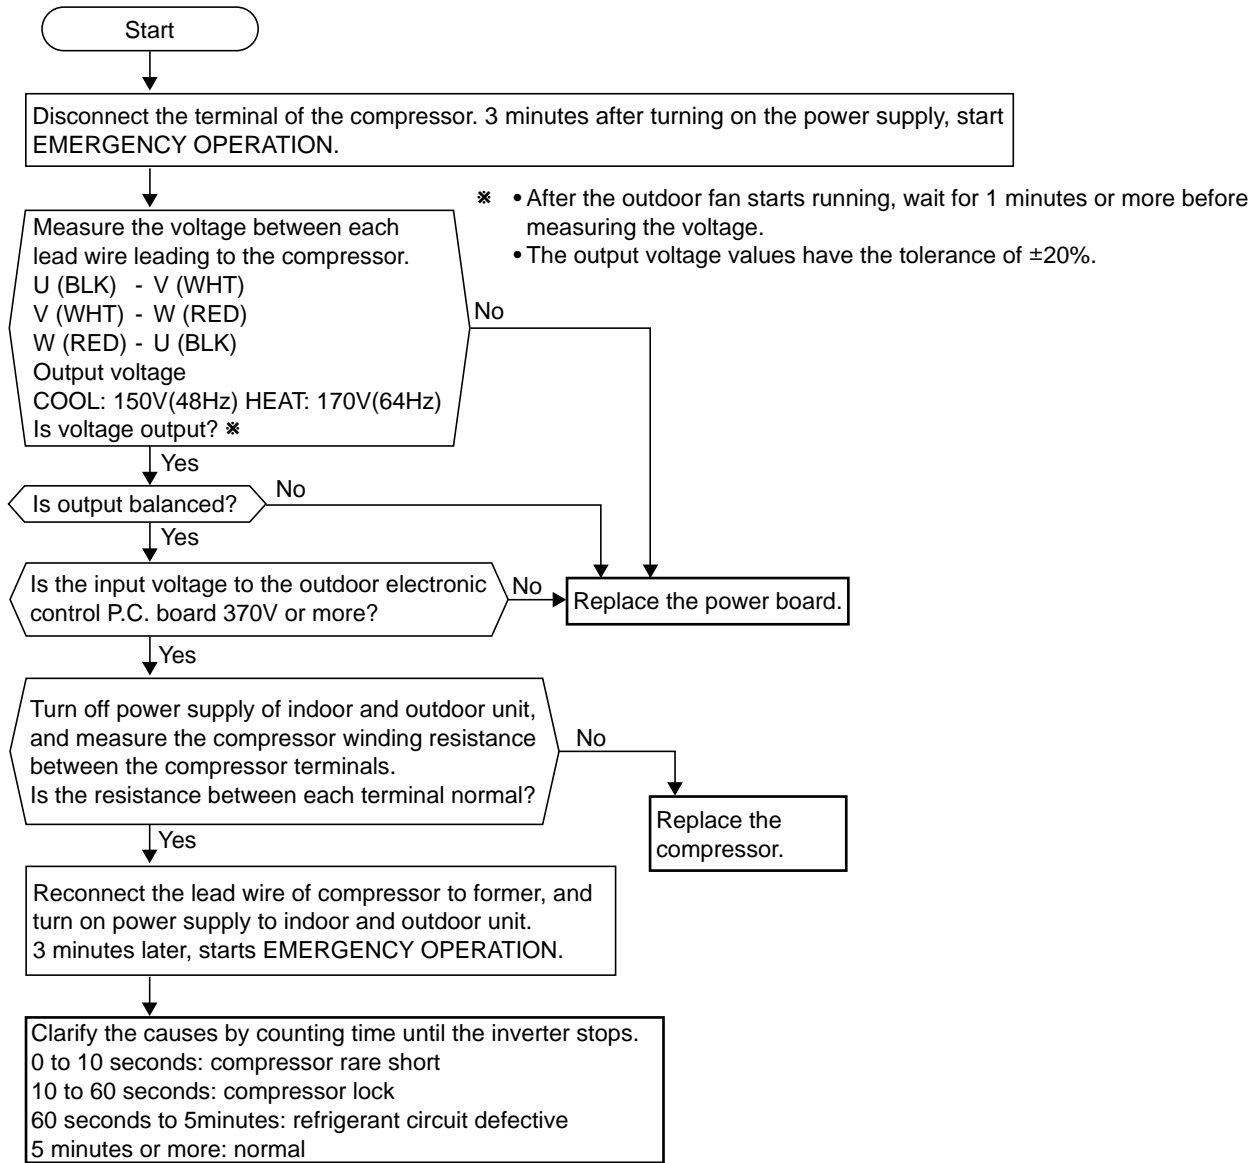 Start
Disconnect the terminal of the compressor. 3 minutes after turning on the power supply, start
EMERGENCY OPERATION.
※ • After the outdoor fan starts running, wait for 1 minutes or more before
measuring the voltage.
• The output voltage values have the tolerance of ±20%.
Measure the voltage between each
lead wire leading to the compressor.
U (BLK) - V (WHT)
V (WHT) - W (RED)
W (RED) - U (BLK)
Output voltage
COOL: 150V(48Hz) HEAT: 170V(64Hz)
Is voltage output? ※
No
Yes
Is output balanced?
No
Yes
Is the input voltage to the outdoor electronic
control P.C. board 370V or more?
No
Replace the power board.
Yes
Turn off power supply of indoor and outdoor unit,
and measure the compressor winding resistance
between the compressor terminals.
Is the resistance between each terminal normal?
No
Replace the
compressor.
Yes
Reconnect the lead wire of compressor to former, and
turn on power supply to indoor and outdoor unit.
3 minutes later, starts EMERGENCY OPERATION.
Clarify the causes by counting time until the inverter stops.
0 to 10 seconds: compressor rare short
10 to 60 seconds: compressor lock
60 seconds to 5minutes: refrigerant circuit defective
5 minutes or more: normal